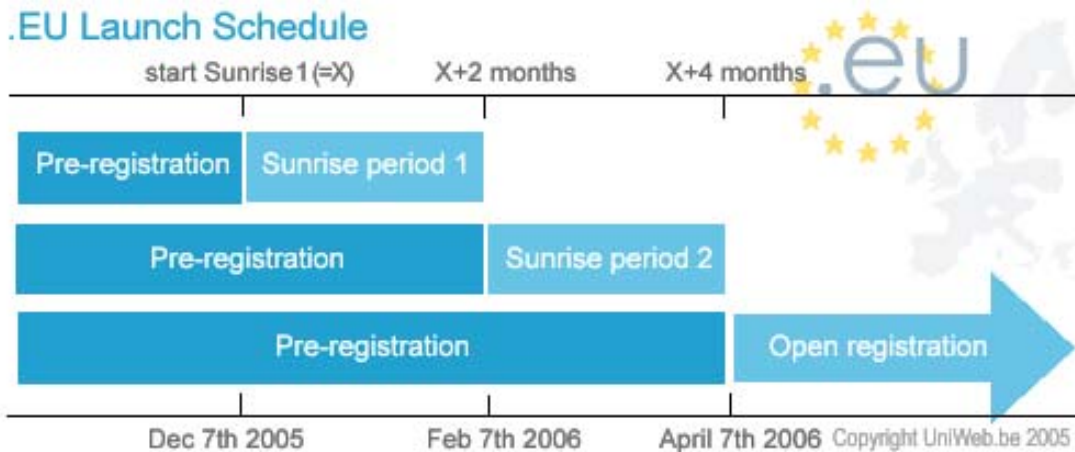 .EU Launch Schedule
.eu
start Sunrise 1 (=X) X+2 months X+4 months
Pre-registration Sunrise period 1
Pre-registration Sunrise period 2
Pre-registration Open registration
Dec 7th 2005 Feb 7th 2006 April 7th 2006 Copyright UniWeb.be 2005